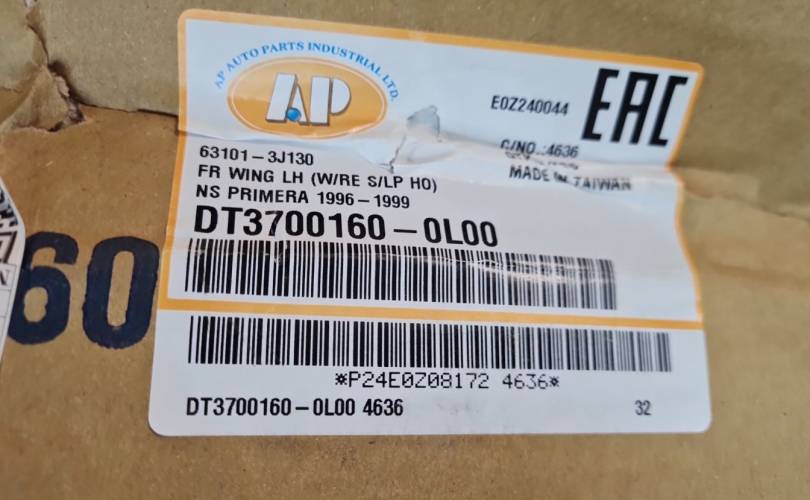 AP AUTO PARTS INDUSTRIAL LTD.
AP
E0Z240044
EAC
C/NO.:4636
MADE IN TAIWAN
63101-3J130
FR WING LH (W/RE S/LP HO)
NS PRIMERA 1996-1999
DT3700160-0L00
60
*P24E0Z08172 4636*
DT3700160-0L00 4636
32